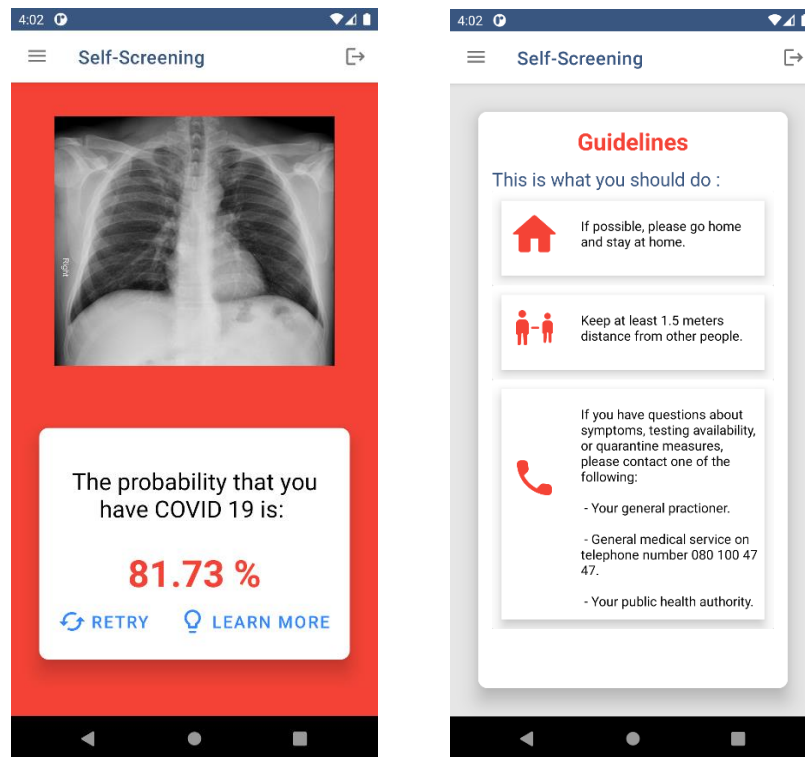 4:02
Self-Screening
Right
The probability that you
have COVID 19 is:
81.73 %
RETRY
LEARN MORE
4:02
Self-Screening
Guidelines
This is what you should do :
If possible, please go home
and stay at home.
Keep at least 1.5 meters
distance from other people.
If you have questions about
symptoms, testing availability,
or quarantine measures,
please contact one of the
following:
- Your general practioner.
- General medical service on
telephone number 080 100 47
47.
- Your public health authority.